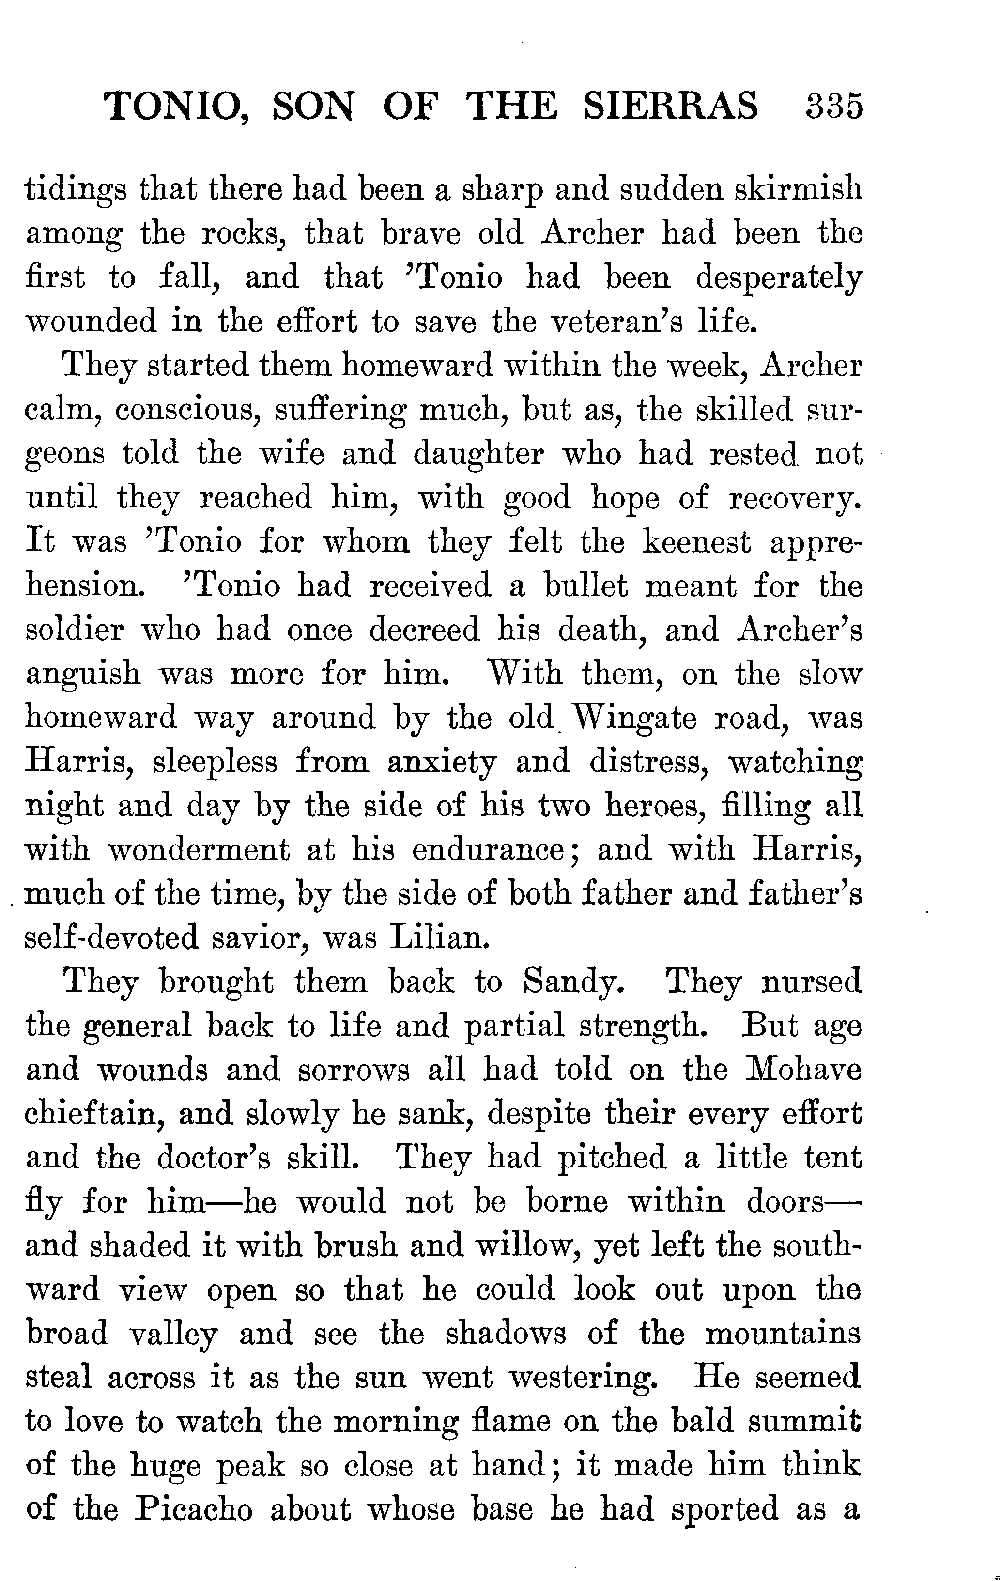 TONIO, SON OF THE SIERRAS 335
tidings that there had been a sharp and sudden skirmish
among the rocks, that brave old Archer had been the
first to fall, and that ’Tonio had been desperately
wounded in the effort to save the veteran’s life.
They started them homeward within the week, Archer
calm, conscious, suffering much, but as, the skilled sur-
geons told the wife and daughter who had rested not
until they reached him, with good hope of recovery.
It was ’Tonio for whom they felt the keenest appre-
hension. ’Tonio had received a bullet meant for the
soldier who had once decreed his death, and Archer’s
anguish was more for him. With them, on the slow
homeward way around by the old Wingate road, was
Harris, sleepless from anxiety and distress, watching
night and day by the side of his two heroes, filling all
with wonderment at his endurance; and with Harris,
much of the time, by the side of both father and father’s
self-devoted savior, was Lilian.
They brought them back to Sandy. They nursed
the general back to life and partial strength. But age
and wounds and sorrows all had told on the Mohave
chieftain, and slowly he sank, despite their every effort
and the doctor’s skill. They had pitched a little tent
fly for him—he would not be borne within doors—
and shaded it with brush and willow, yet left the south-
ward view open so that he could look out upon the
broad valley and see the shadows of the mountains
steal across it as the sun went westering. He seemed
to love to watch the morning flame on the bald summit
of the huge peak so close at hand; it made him think
of the Picacho about whose base he had sported as a